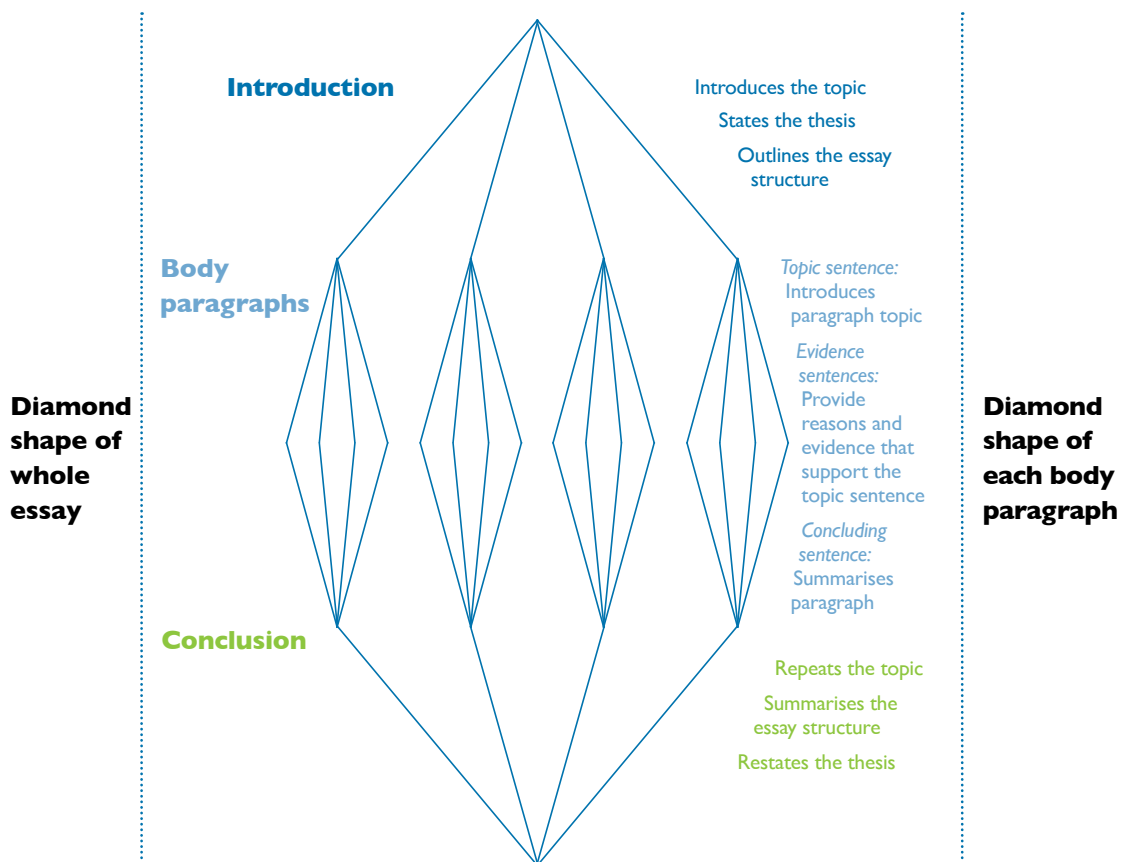 Introduction
Introduces the topic
States the thesis
Outlines the essay
structure
Body
paragraphs
Topic sentence:
Introduces
paragraph topic
Evidence
sentences:
Provide
reasons and
evidence that
support the
topic sentence
Concluding
sentence:
Summarises
paragraph
Diamond
shape of
whole
essay
Diamond
shape of
each body
paragraph
Conclusion
Repeats the topic
Summarises the
essay structure
Restates the thesis